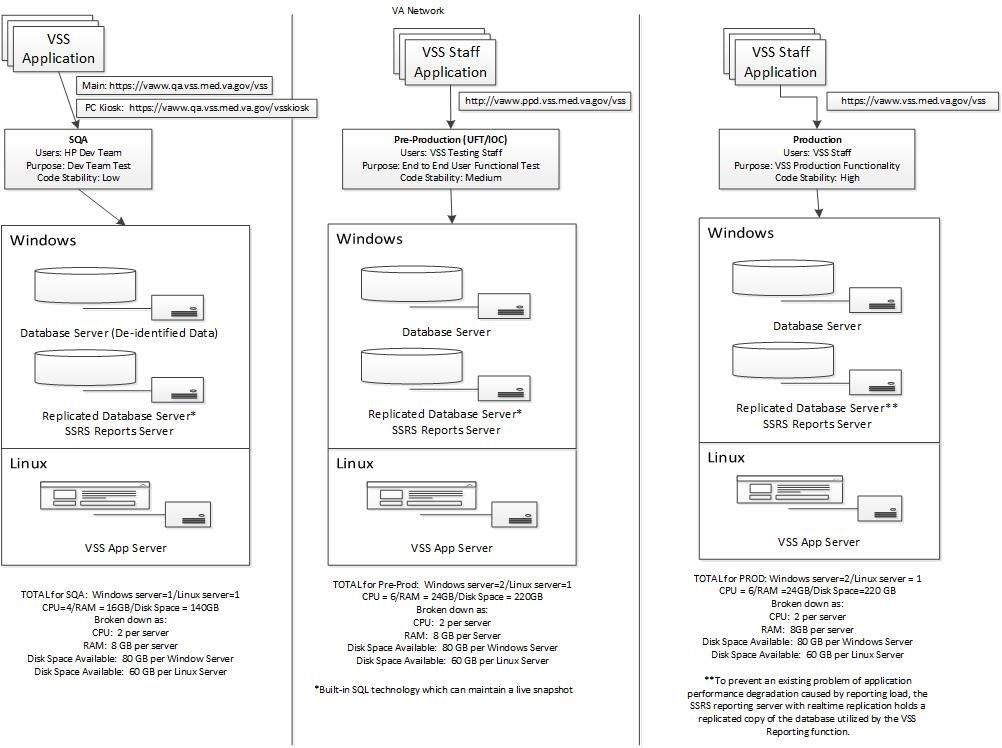 VA Network
VSS
Application
Main: https://vaww.qa.vss.med.va.gov/vss
PC Kiosk: https://vaww.qa.vss.med.va.gov/vsskiosk
SQA
Users: HP Dev Team
Purpose: Dev Team Test
Code Stability: Low
Windows
Database Server (De-identified Data)
Replicated Database Server*
SSRS Reports Server
Linux
VSS App Server
TOTAL for SQA: Windows server=1/Linux server=1
CPU=4/RAM = 16GB/Disk Space = 140GB
Broken down as:
CPU: 2 per server
RAM: 8 GB per server
Disk Space Available: 80 GB per Window Server
Disk Space Available: 60 GB per Linux Server
VSS Staff
Application
http://vaww.ppd.vss.med.va.gov/vss
Pre-Production (UFT/IOC)
Users: VSS Testing Staff
Purpose: End to End User Functional Test
Code Stability: Medium
Windows
Database Server
Replicated Database Server*
SSRS Reports Server
Linux
VSS App Server
TOTAL for Pre-Prod: Windows server=2/Linux server=1
CPU = 6/RAM = 24GB/Disk Space = 220GB
Broken down as:
CPU: 2 per server
RAM: 8 GB per Server
Disk Space Available: 80 GB per Windows Server
Disk Space Available: 60 GB per Linux Server
*Built-in SQL technology which can maintain a live snapshot
VSS Staff
Application
https://vaww.vss.med.va.gov/vss
Production
Users: VSS Staff
Purpose: VSS Production Functionality
Code Stability: High
Windows
Database Server
Replicated Database Server**
SSRS Reports Server
Linux
VSS App Server
TOTAL for PROD: Windows server=2/Linux server = 1
CPU = 6/RAM =24GB/Disk Space=220 GB
Broken down as:
CPU: 2 per server
RAM: 8GB per server
Disk Space Available: 80 GB per Windows Server
Disk Space Available: 60 GB per Linux Server
**To prevent an existing problem of application
performance degradation caused by reporting load, the
SSRS reporting server with realtime replication holds a
replicated copy of the database utilized by the VSS
Reporting function.